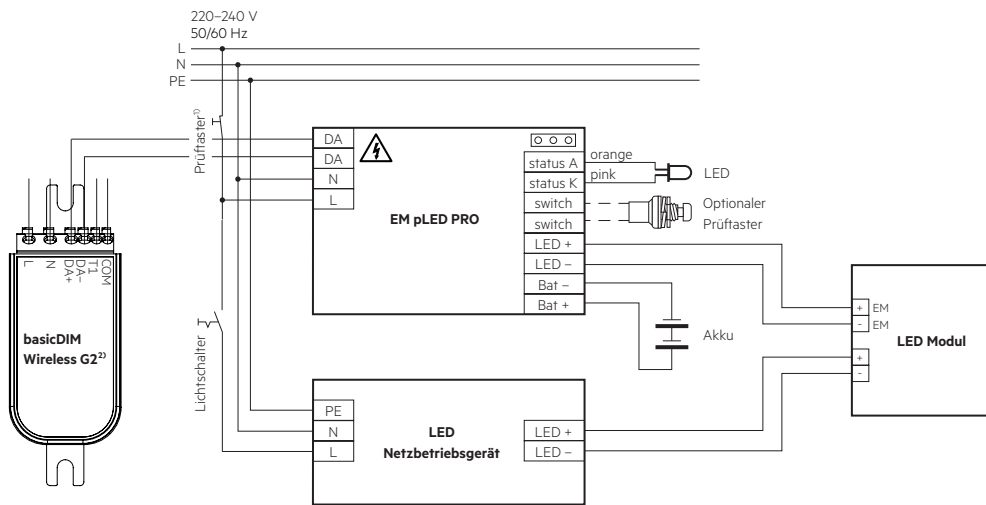 220–240 V
50/60 Hz
L
N
PE
Prüftaster¹⁾
DA
DA
N
L
EM pLED PRO
status A
status K
switch
switch
LED +
LED –
Bat –
Bat +
orange
pink
LED
Optionaler
Prüftaster
Akku
L
N
DA+
DA-
T1
COM
basicDIM
Wireless G2²⁾
Lichtschalter
PE
N
L
LED
Netzbetriebsgerät
LED +
LED –
+ EM
- EM
+
-
LED Modul